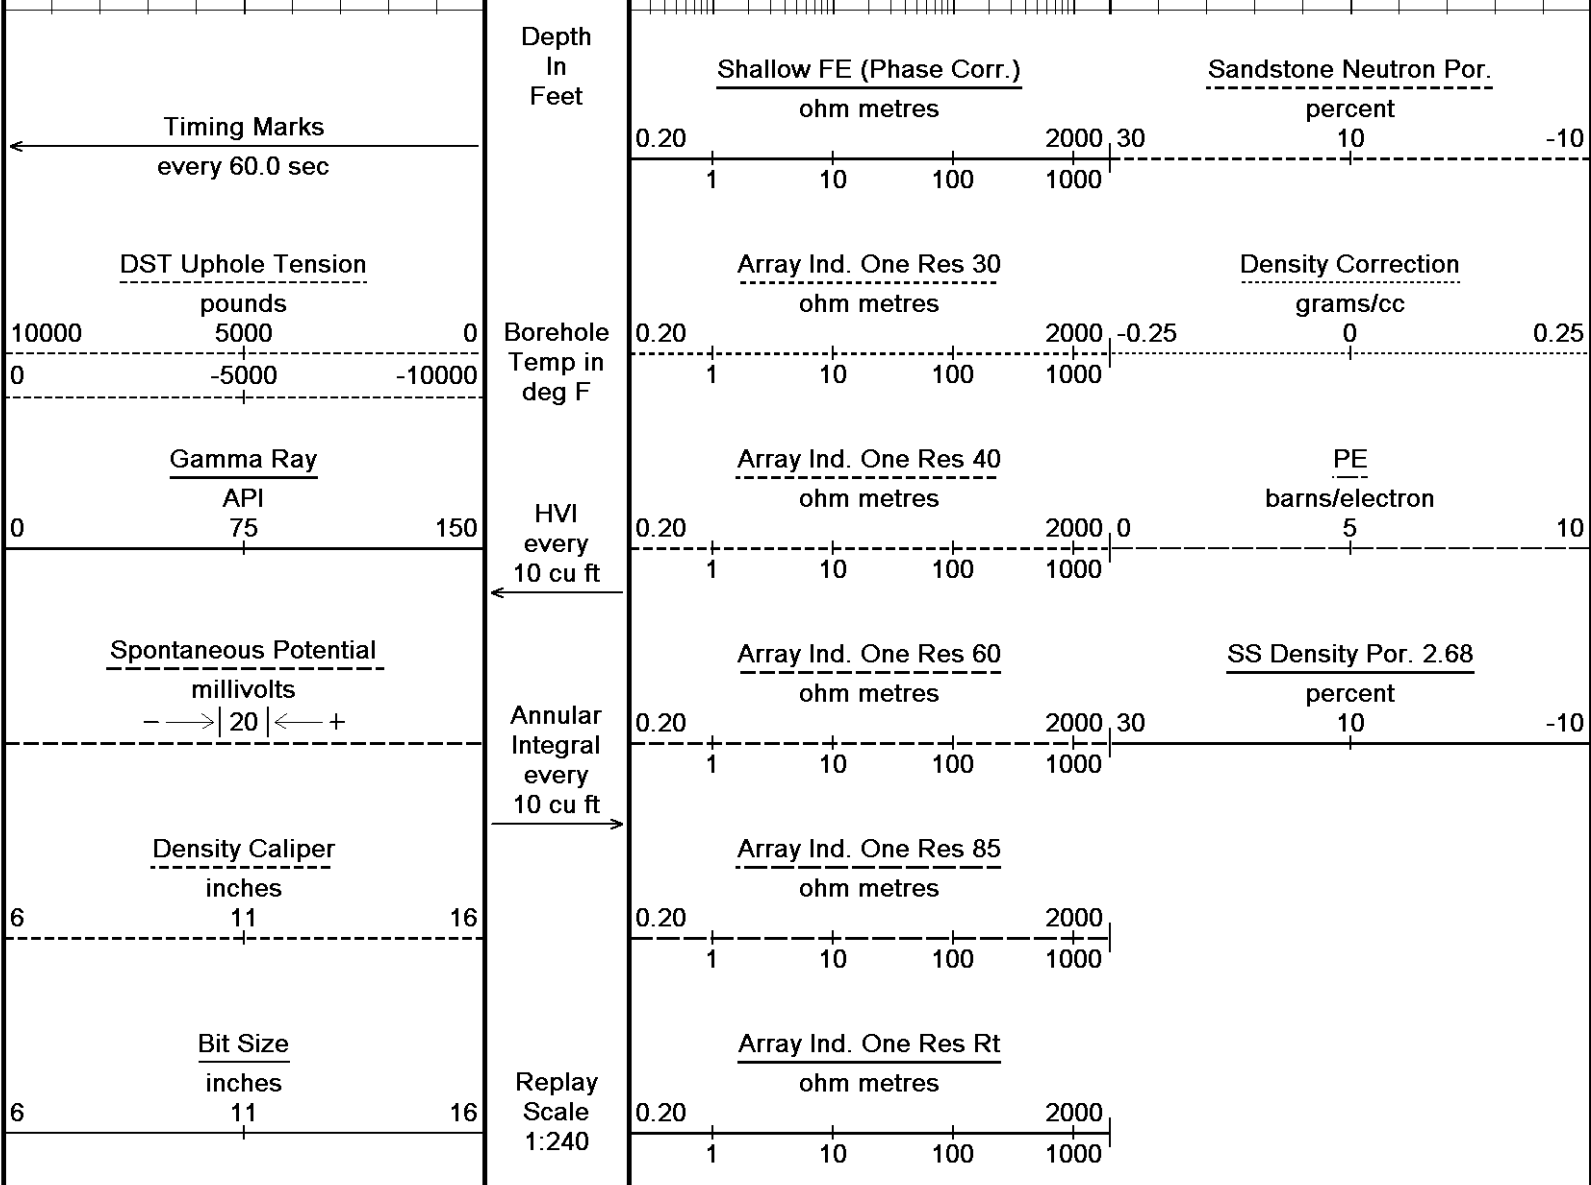 Timing Marks
every 60.0 sec
DST Uphole Tension
pounds
10000 5000 0
0 -5000 -10000
Gamma Ray
API
0 75 150
Spontaneous Potential
millivolts
− 20 +
Density Caliper
inches
6 11 16
Bit Size
inches
6 11 16
Depth
In
Feet
Borehole
Temp in
deg F
HVI
every
10 cu ft
Annular
Integral
every
10 cu ft
Replay
Scale
1:240
Shallow FE (Phase Corr.)
ohm metres
0.20 2000
1 10 100 1000
Array Ind. One Res 30
ohm metres
0.20 2000
1 10 100 1000
Array Ind. One Res 40
ohm metres
0.20 2000
1 10 100 1000
Array Ind. One Res 60
ohm metres
0.20 2000
1 10 100 1000
Array Ind. One Res 85
ohm metres
0.20 2000
1 10 100 1000
Array Ind. One Res Rt
ohm metres
0.20 2000
1 10 100 1000
Sandstone Neutron Por.
percent
30 10 -10
Density Correction
grams/cc
-0.25 0 0.25
PE
barns/electron
0 5 10
SS Density Por. 2.68
percent
30 10 -10